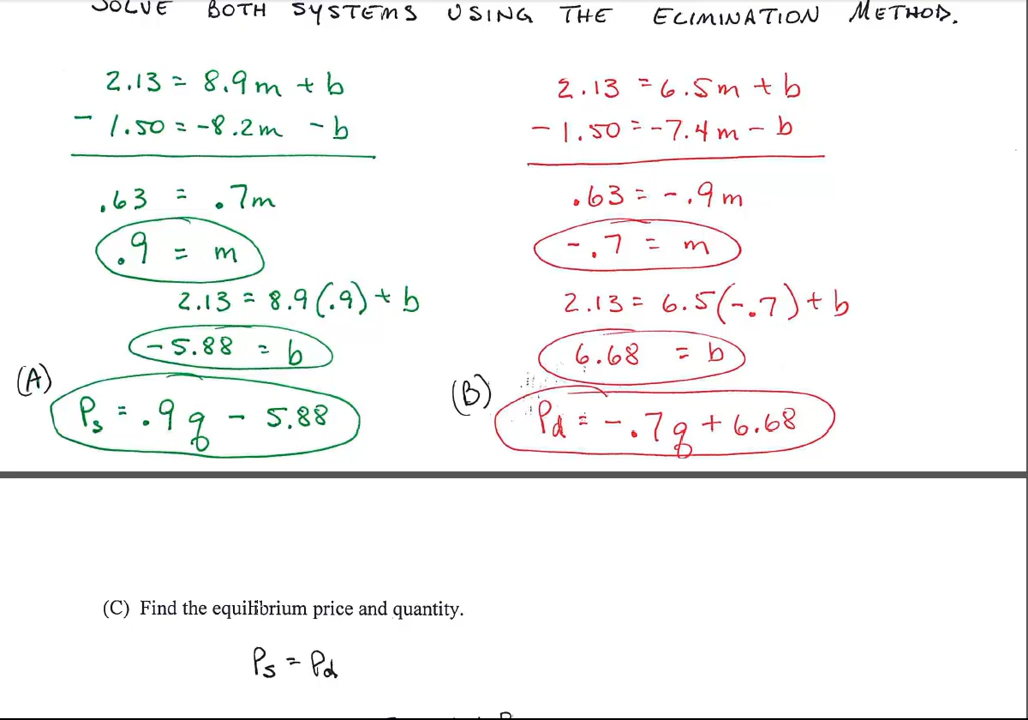 SOLVE BOTH SYSTEMS USING THE ELIMINATION METHOD.
2.13 = 8.9m + b
- 1.50 = -8.2m - b
.63 = .7m
.9 = m
2.13 = 8.9(.9) + b
-5.88 = b
(A)
Ps = .9q - 5.88
2.13 = 6.5m + b
- 1.50 = -7.4m - b
.63 = -.9m
-.7 = m
2.13 = 6.5(-.7) + b
6.68 = b
(B)
Pd = -.7q + 6.68
(C) Find the equilibrium price and quantity.
Ps = Pd